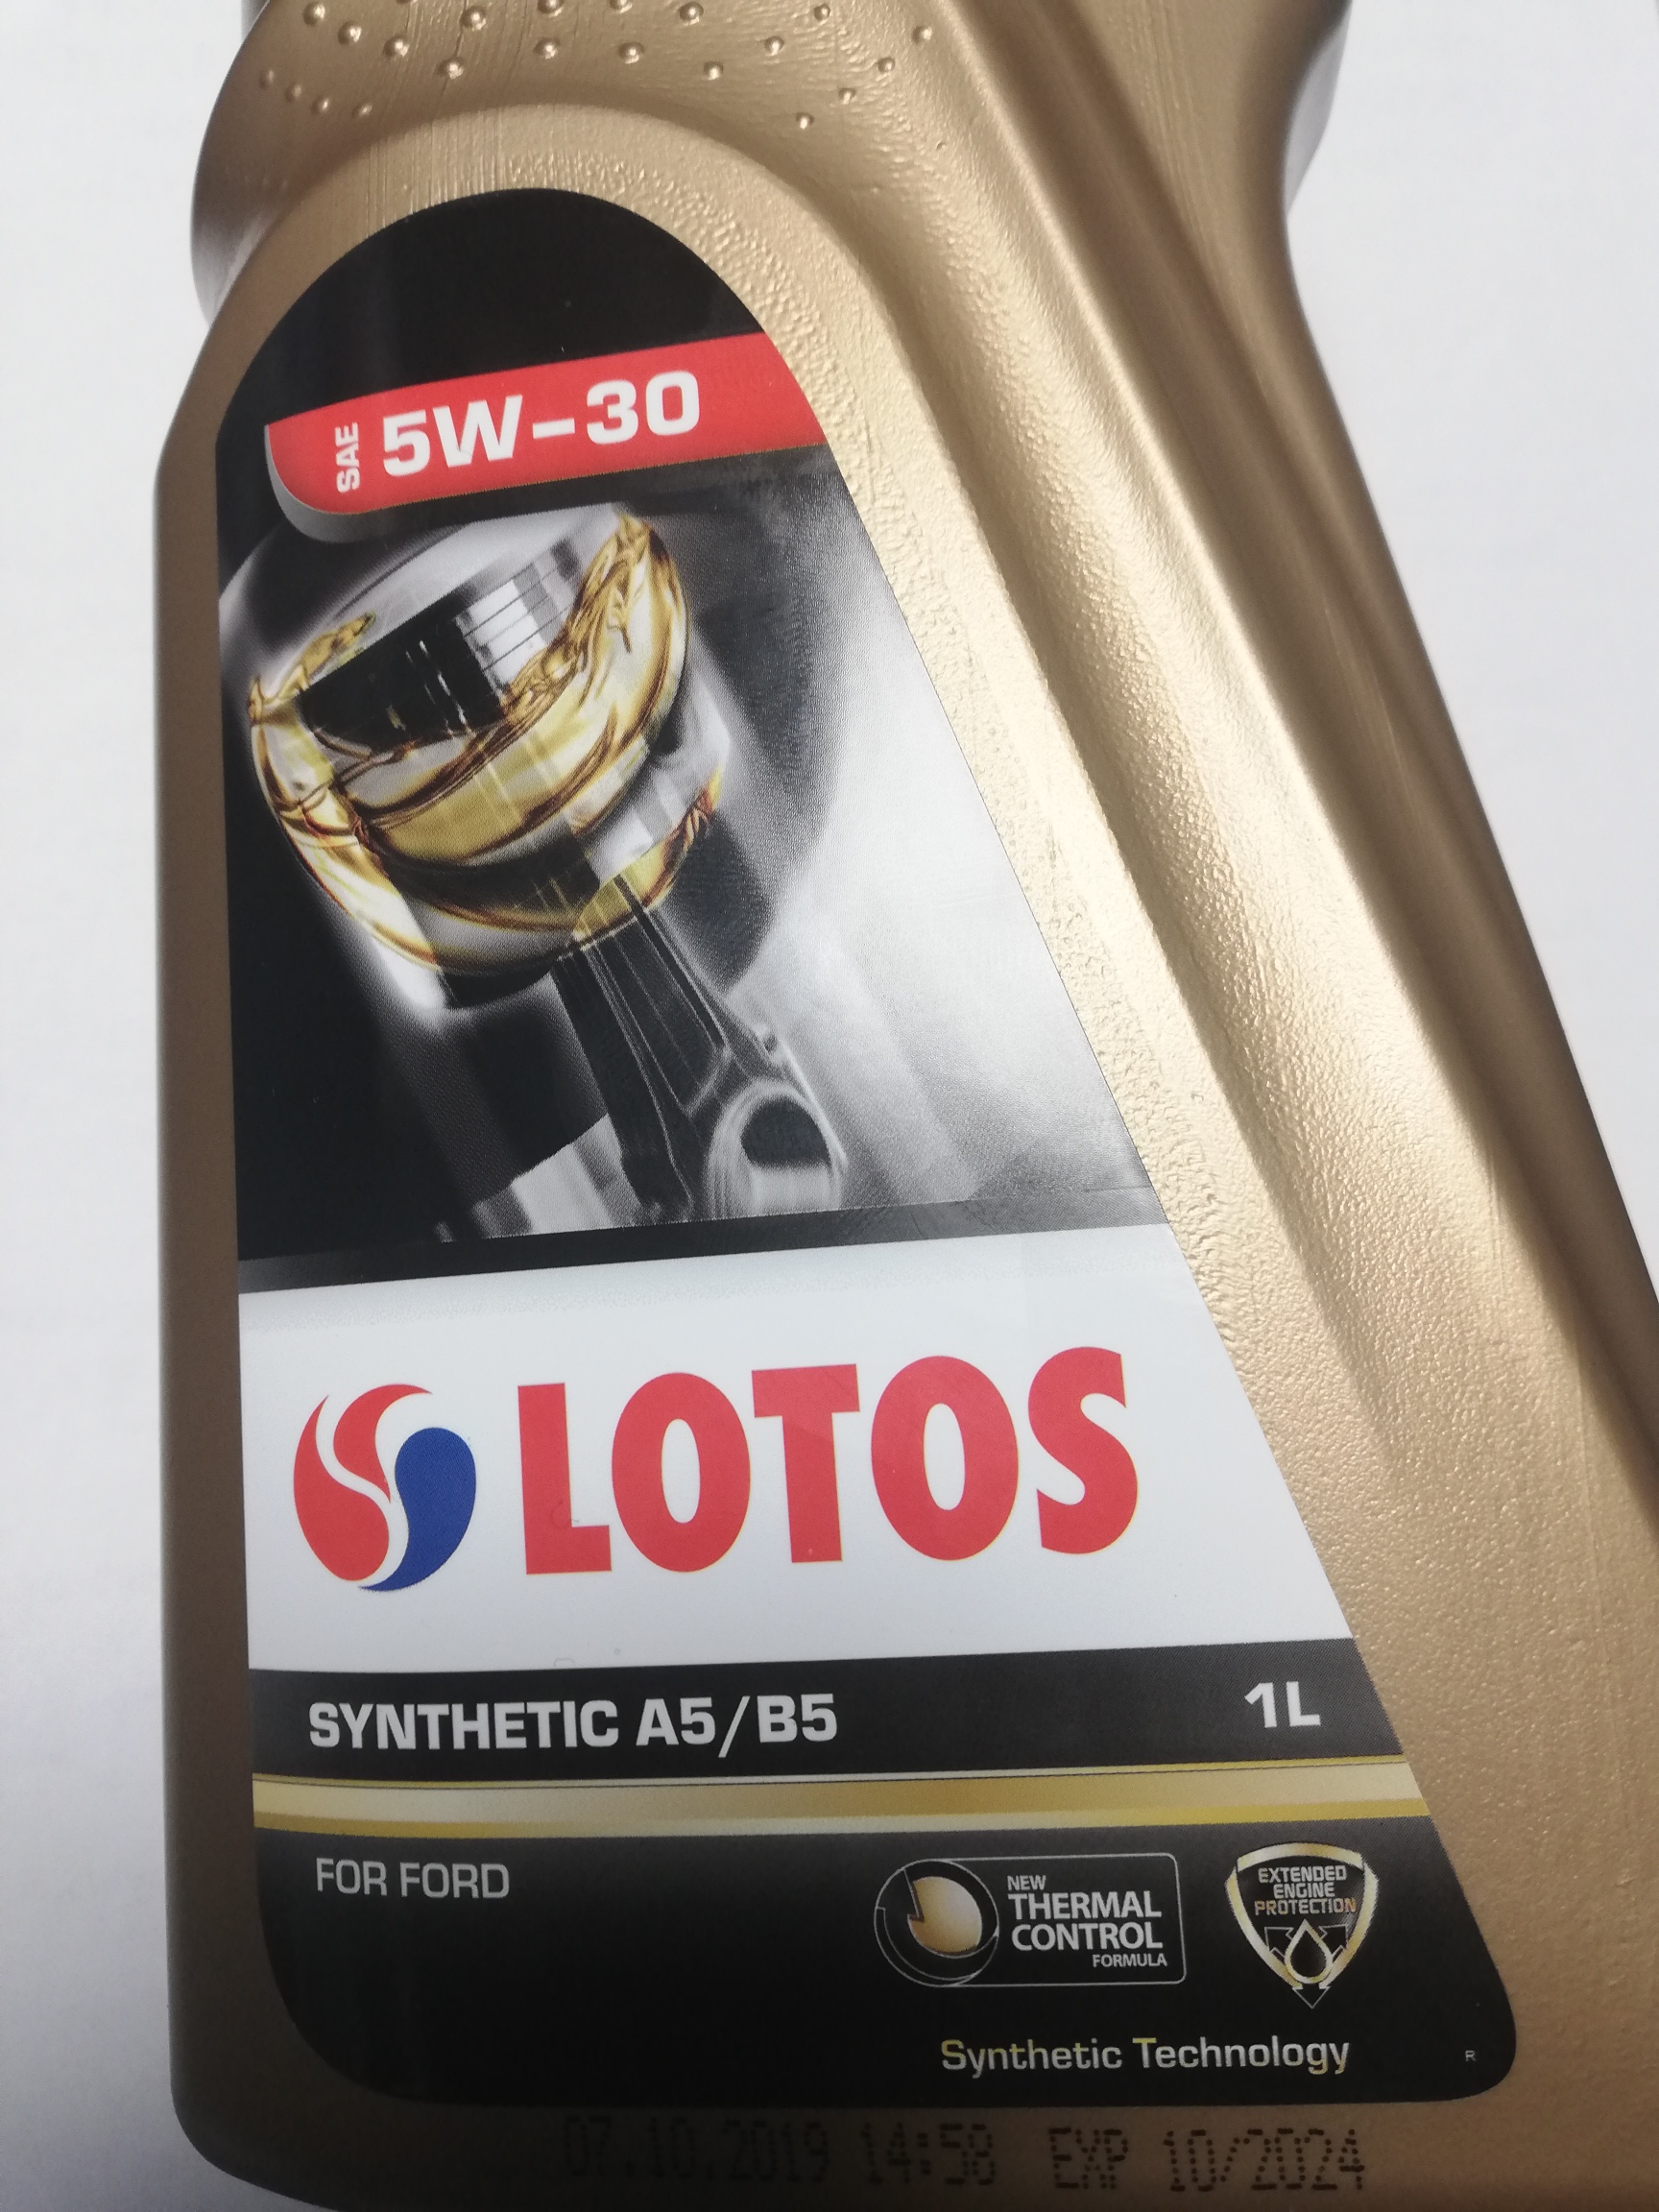 SAE 5W-30
LOTOS
SYNTHETIC A5/B5 1L
FOR FORD
NEW
THERMAL
CONTROL
FORMULA
EXTENDED
ENGINE
PROTECTION
Synthetic Technology
R
07.10.2019 14:58 EXP 10/2024